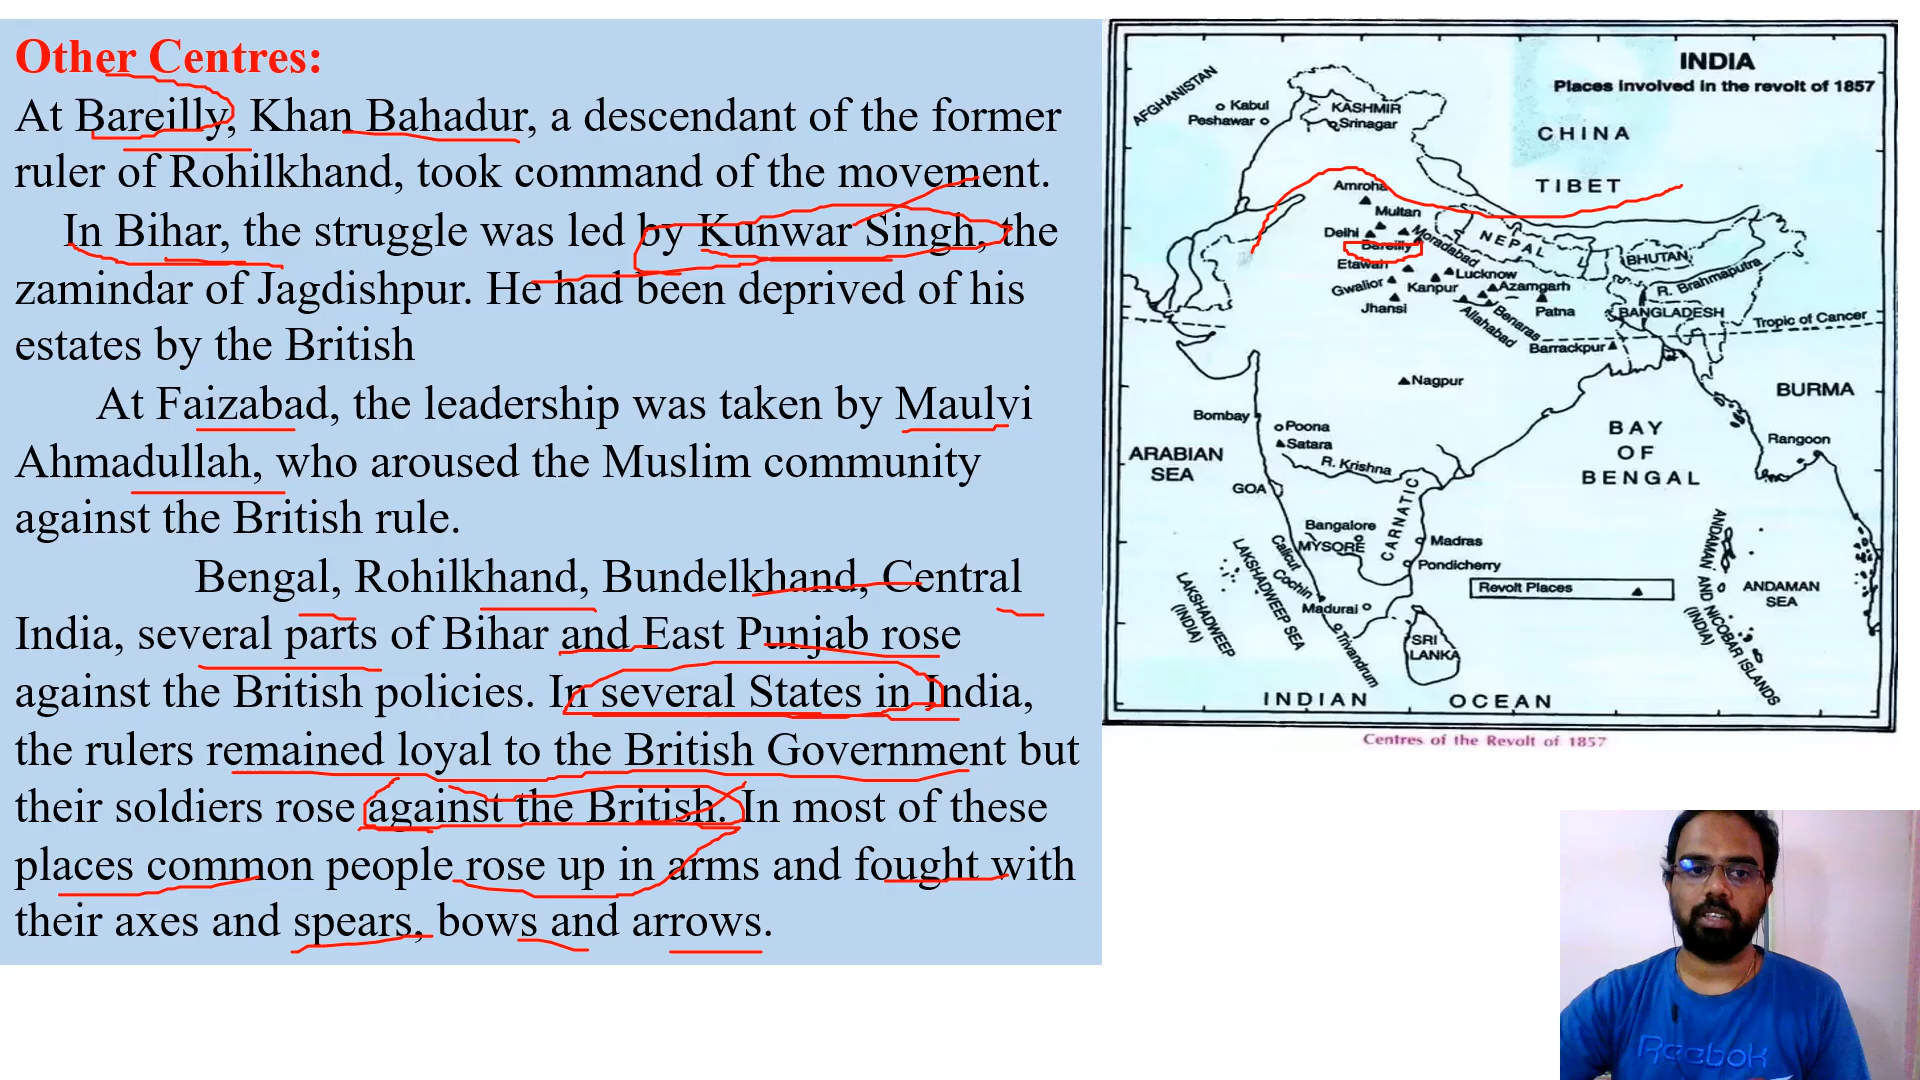 Other Centres:
At Bareilly, Khan Bahadur, a descendant of the former
ruler of Rohilkhand, took command of the movement.
In Bihar, the struggle was led by Kunwar Singh, the
zamindar of Jagdishpur. He had been deprived of his
estates by the British
At Faizabad, the leadership was taken by Maulvi
Ahmadullah, who aroused the Muslim community
against the British rule.
Bengal, Rohilkhand, Bundelkhand, Central
India, several parts of Bihar and East Punjab rose
against the British policies. In several States in India,
the rulers remained loyal to the British Government but
their soldiers rose against the British. In most of these
places common people rose up in arms and fought with
their axes and spears, bows and arrows.
INDIA
Places involved in the revolt of 1857
AFGHANISTAN
Kabul
Peshawar
KASHMIR
Srinagar
CHINA
TIBET
Amroha
Multan
Delhi
Bareilly
Moradabad
NEPAL
BHUTAN
Etawah
Lucknow
R. Brahmaputra
Gwalior
Kanpur
Azamgarh
Jhansi
Allahabad
Benaras
Patna
BANGLADESH
Tropic of Cancer
Barrackpur
Nagpur
BURMA
Bombay
Poona
Satara
BAY
OF
BENGAL
Rangoon
ARABIAN
SEA
R. Krishna
GOA
CARNATIC
Bangalore
MYSORE
Madras
Calicut
Cochin
Pondicherry
LAKSHADWEEP SEA
LAKSHADWEEP
(INDIA)
Revolt Places
ANDAMAN AND NICOBAR ISLANDS
(INDIA)
ANDAMAN
SEA
Madurai
Trivandrum
SRI
LANKA
INDIAN OCEAN
Centres of the Revolt of 1857
Reebok